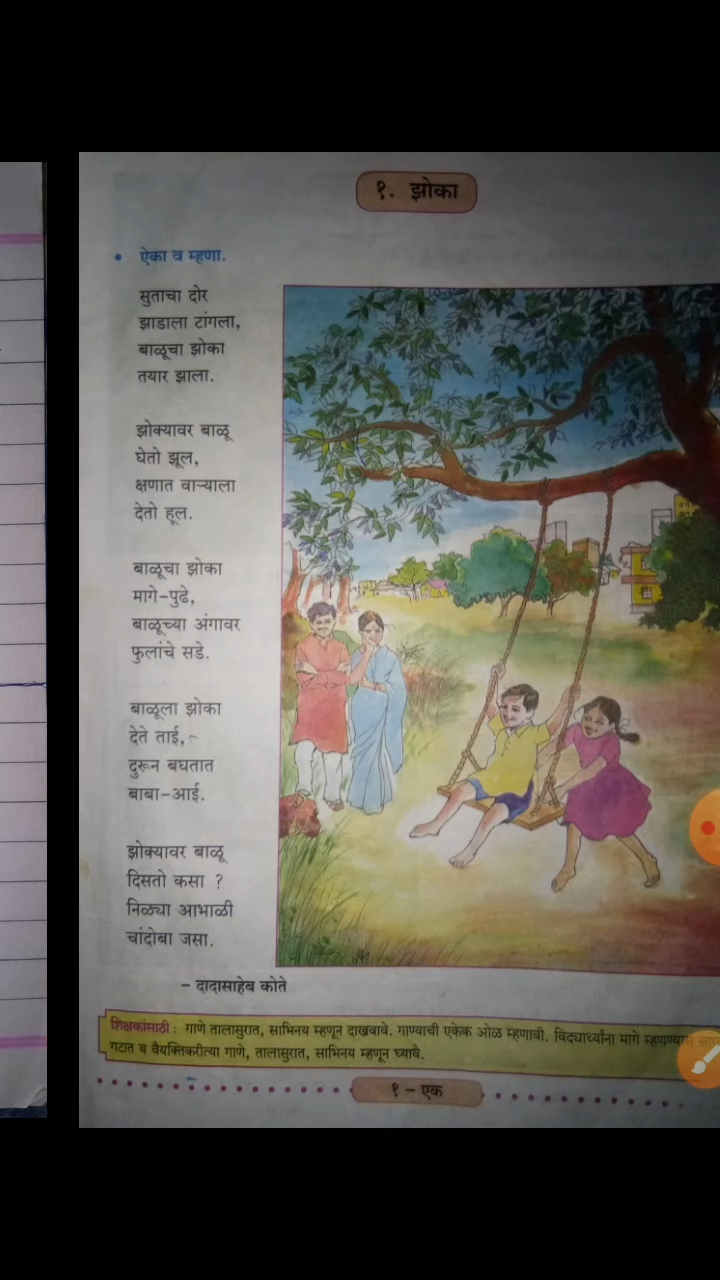 १. झोका
• ऐका व म्हणा.
सुताचा दोर
झाडाला टांगला,
बाळूचा झोका
तयार झाला.
झोक्यावर बाळू
घेतो झूल,
क्षणात वाऱ्याला
देतो हूल.
बाळूचा झोका
मागे-पुढे,
बाळूच्या अंगावर
फुलांचे सडे.
बाळूला झोका
देते ताई,
दुरून बघतात
बाबा-आई.
झोक्यावर बाळू
दिसतो कसा ?
निळ्या आभाळी
चांदोबा जसा.
- दादासाहेब कोते
शिक्षकांसाठी : गाणे तालासुरात, साभिनय म्हणून दाखवावे. गाण्याची एकेक ओळ म्हणावी. विद्यार्थ्यांना मागे म्हणण्यास
गटात व वैयक्तिकरीत्या गाणे, तालासुरात, साभिनय म्हणून घ्यावे.
१ - एक